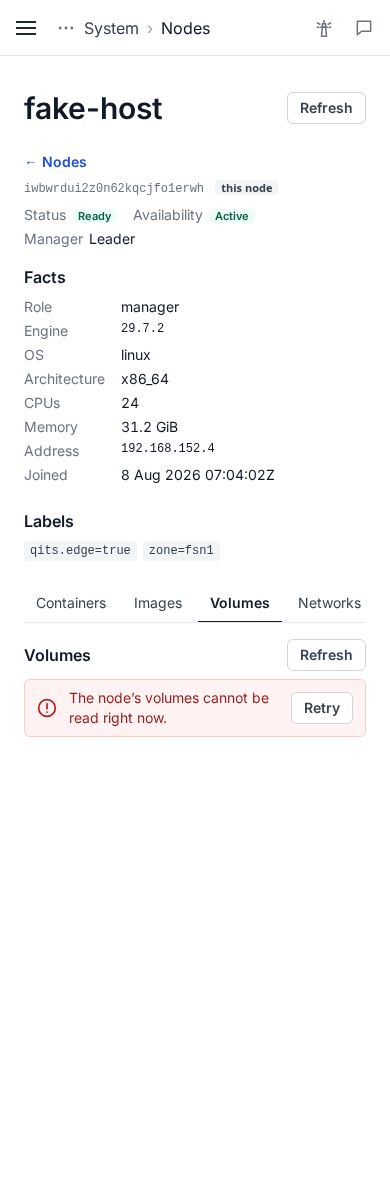 ··· System › Nodes
fake-host
Refresh
← Nodes
iwbwrdui2z0n62kqcjfo1erwh this node
Status Ready Availability Active
Manager Leader
Facts
Role manager
Engine 29.7.2
OS linux
Architecture x86_64
CPUs 24
Memory 31.2 GiB
Address 192.168.152.4
Joined 8 Aug 2026 07:04:02Z
Labels
qits.edge=true zone=fsn1
Containers Images Volumes Networks
Volumes
Refresh
The node’s volumes cannot be
read right now.
Retry